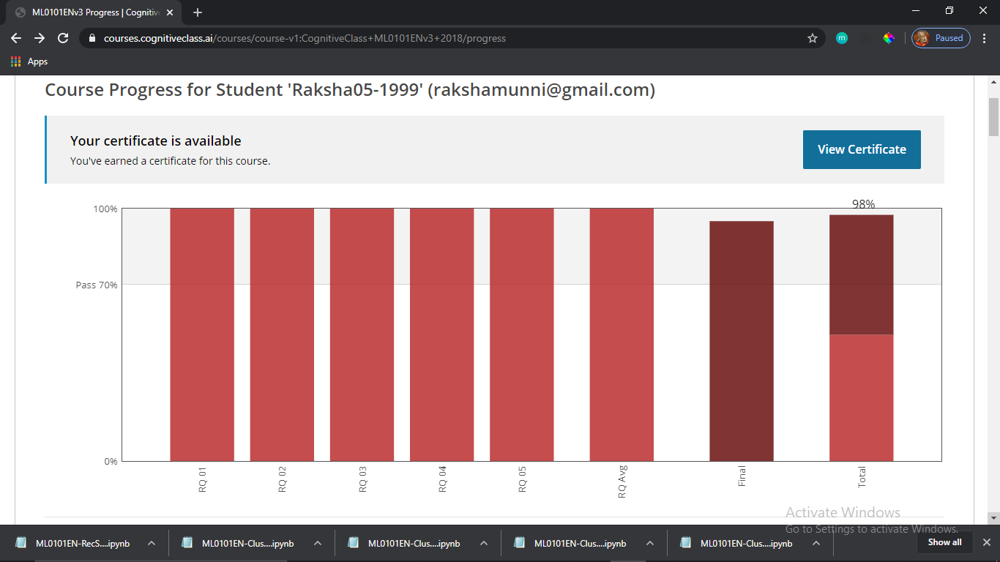 ML0101ENv3 Progress | Cognitive
courses.cognitiveclass.ai/courses/course-v1:CognitiveClass+ML0101ENv3+2018/progress
m
Paused
Apps
Course Progress for Student 'Raksha05-1999' (rakshamunni@gmail.com)
Your certificate is available
You've earned a certificate for this course.
View Certificate
98%
100%
Pass 70%
0%
RQ 01
RQ 02
RQ 03
RQ 04
RQ 05
RQ Avg
Final
Total
Activate Windows
Go to Settings to activate Windows.
ML0101EN-RecS....ipynb
ML0101EN-Clus....ipynb
ML0101EN-Clus....ipynb
ML0101EN-Clus....ipynb
ML0101EN-Clus....ipynb
Show all